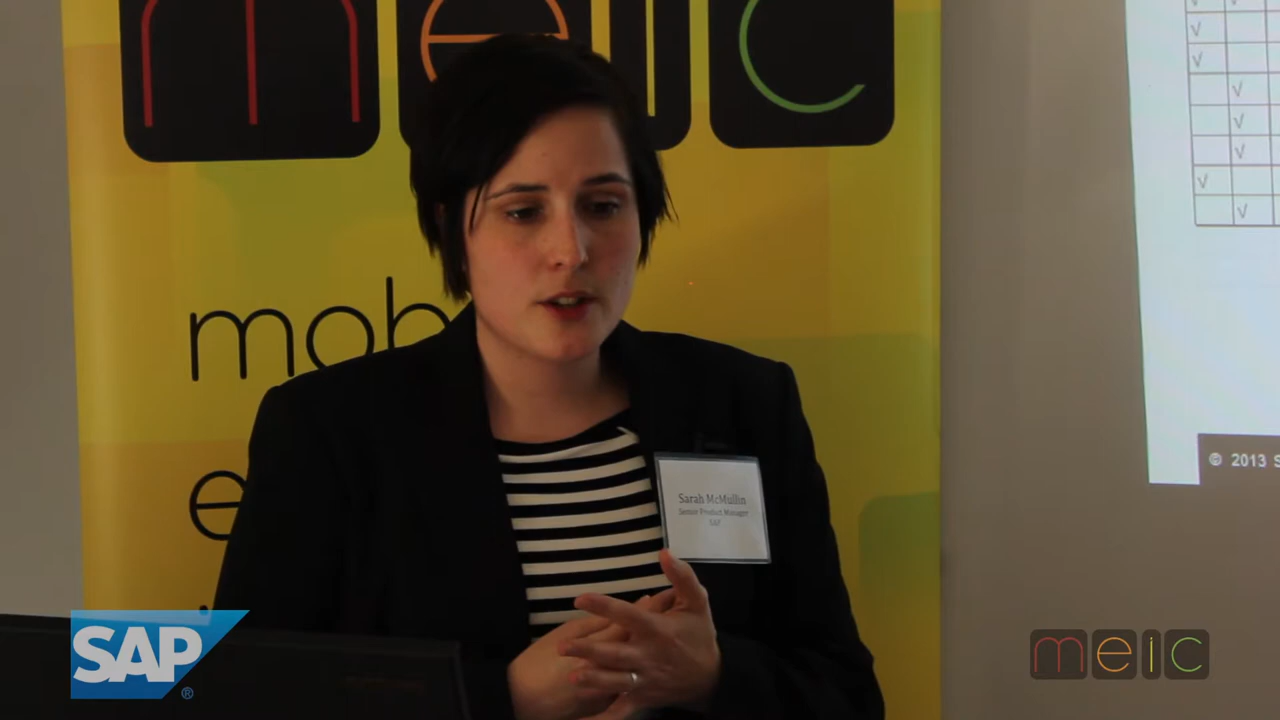 meic
mob
e
Sarah McMullin
Senior Product Manager
SAP
© 2013 S
SAP
®
meic